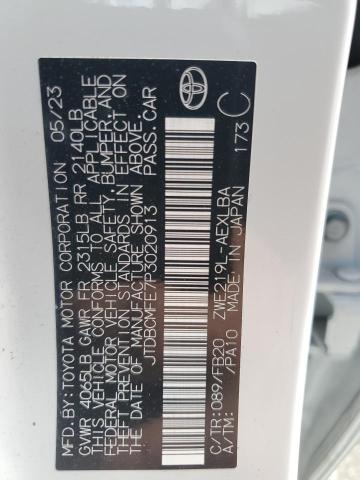 MFD.BY: TOYOTA MOTOR CORPORATION 05/23
GVWR 4065LB GAWR FR 2315LB RR 2140LB
THIS VEHICLE CONFORMS TO ALL APPLICABLE
FEDERAL MOTOR VEHICLE SAFETY, BUMPER, AND
THEFT PREVENTION STANDARDS IN EFFECT ON
THE DATE OF MANUFACTURE SHOWN ABOVE.
JTDBCMFE7P3020913 PASS.CAR
C/TR:089/FB20 ZWE219L-AEXLBA
A/TM: /PA10 MADE IN JAPAN
173 C